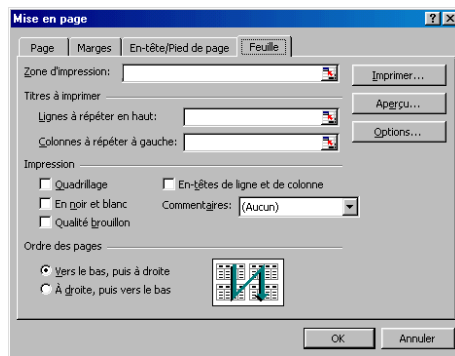 Mise en page
Page Marges En-tête/Pied de page Feuille
Zone d'impression:
Imprimer...
Titres à imprimer
Aperçu...
Lignes à répéter en haut:
Options...
Colonnes à répéter à gauche:
Impression
Quadrillage En-têtes de ligne et de colonne
En noir et blanc Commentaires: (Aucun)
Qualité brouillon
Ordre des pages
Vers le bas, puis à droite
À droite, puis vers le bas
OK Annuler